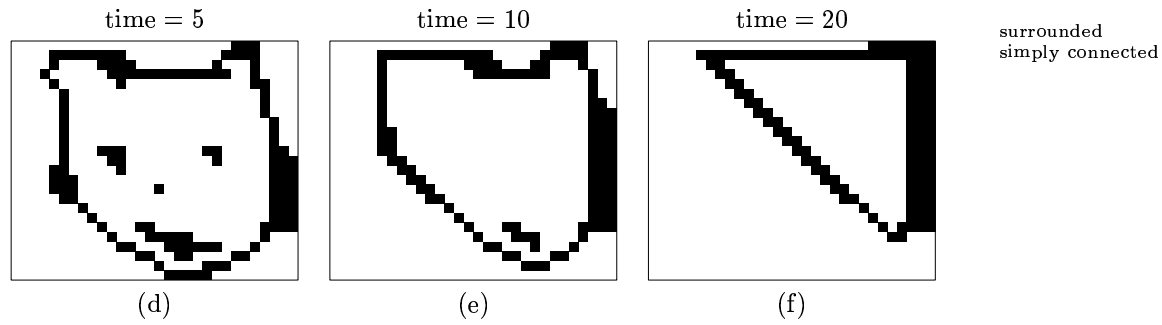 time = 5
time = 10
time = 20
surrounded
simply connected
(d)
(e)
(f)